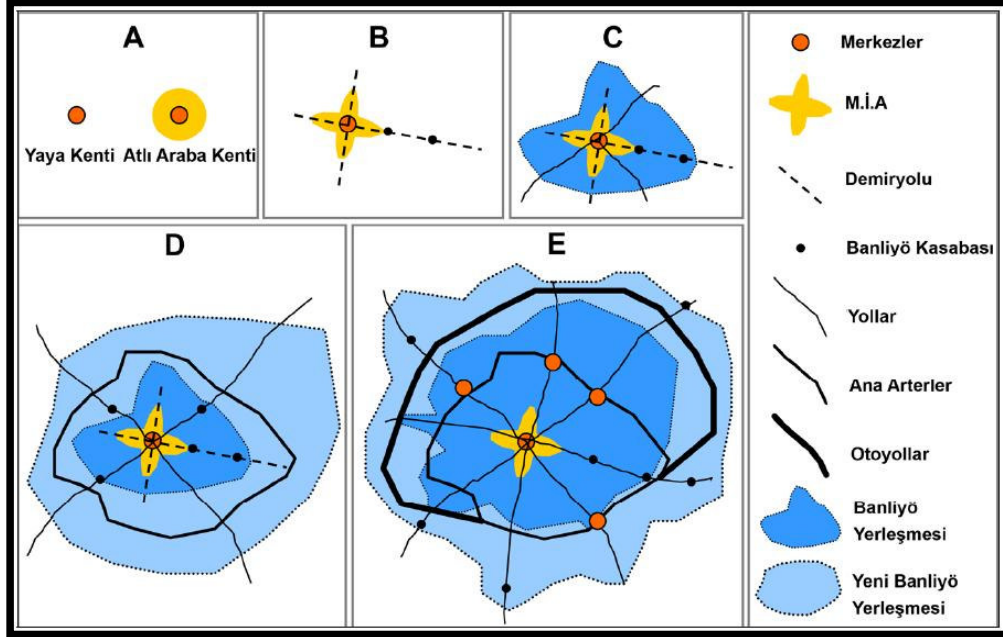 A
Yaya Kenti
Atlı Araba Kenti
B
C
D
E
Merkezler
M.İ.A
Demiryolu
Banliyö Kasabası
Yollar
Ana Arterler
Otoyollar
Banliyö
Yerleşmesi
Yeni Banliyö
Yerleşmesi